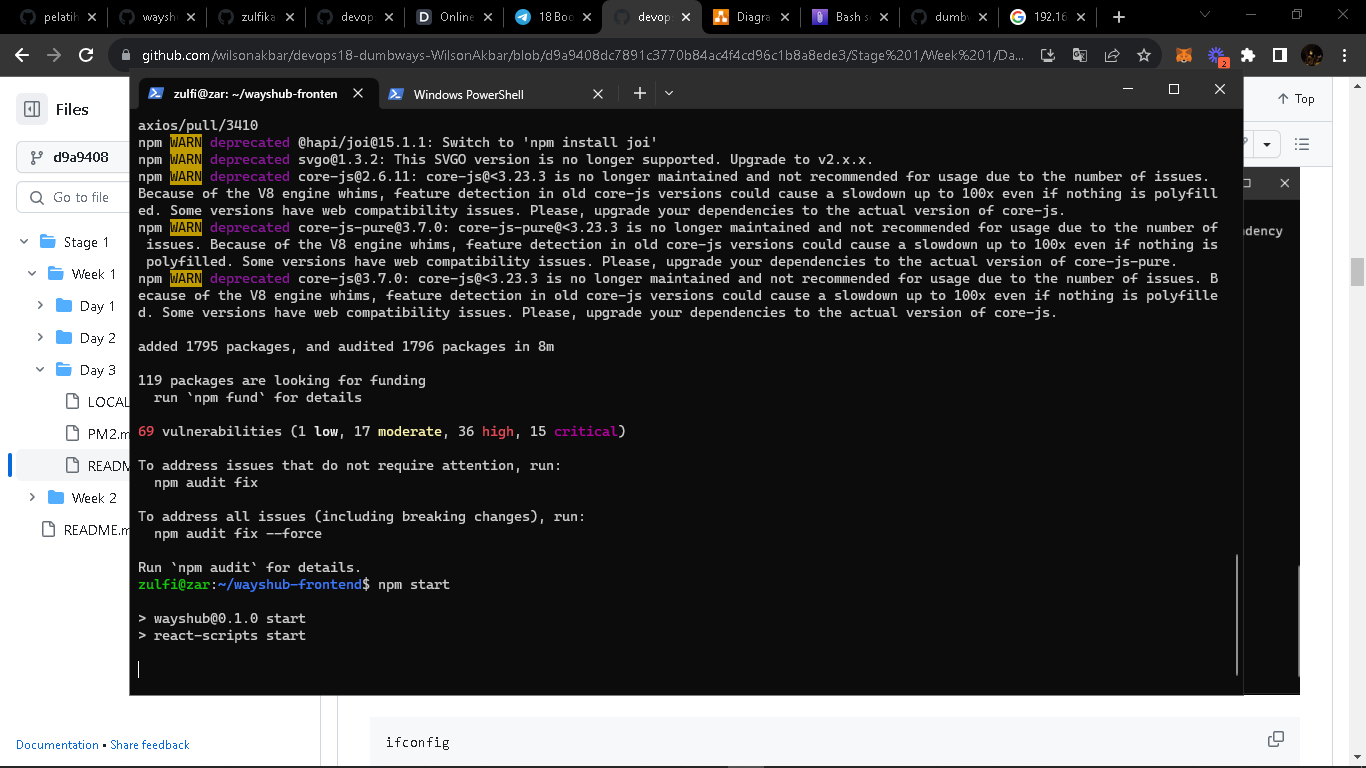 pelatih
waysh
zulfika
devop
Online
18 Boo
devop
Diagra
Bash s
dumbw
192.16
github.com/wilsonakbar/devops18-dumbways-WilsonAkbar/blob/d9a9408dc7891c3770b84ac4f4cd96c1b8a8ede3/Stage%201/Week%201/Da...
2
Files
d9a9408
Go to file
Stage 1
Week 1
Day 1
Day 2
Day 3
LOCAL
PM2.m
README
Week 2
README.m
Documentation • Share feedback
Top
endency
zulfi@zar: ~/wayshub-fronten
Windows PowerShell
axios/pull/3410
npm WARN deprecated @hapi/joi@15.1.1: Switch to 'npm install joi'
npm WARN deprecated svgo@1.3.2: This SVGO version is no longer supported. Upgrade to v2.x.x.
npm WARN deprecated core-js@2.6.11: core-js@<3.23.3 is no longer maintained and not recommended for usage due to the number of issues.
Because of the V8 engine whims, feature detection in old core-js versions could cause a slowdown up to 100x even if nothing is polyfill
ed. Some versions have web compatibility issues. Please, upgrade your dependencies to the actual version of core-js.
npm WARN deprecated core-js-pure@3.7.0: core-js-pure@<3.23.3 is no longer maintained and not recommended for usage due to the number of
issues. Because of the V8 engine whims, feature detection in old core-js versions could cause a slowdown up to 100x even if nothing is
polyfilled. Some versions have web compatibility issues. Please, upgrade your dependencies to the actual version of core-js-pure.
npm WARN deprecated core-js@3.7.0: core-js@<3.23.3 is no longer maintained and not recommended for usage due to the number of issues. B
ecause of the V8 engine whims, feature detection in old core-js versions could cause a slowdown up to 100x even if nothing is polyfille
d. Some versions have web compatibility issues. Please, upgrade your dependencies to the actual version of core-js.
added 1795 packages, and audited 1796 packages in 8m
119 packages are looking for funding
run `npm fund` for details
69 vulnerabilities (1 low, 17 moderate, 36 high, 15 critical)
To address issues that do not require attention, run:
npm audit fix
To address all issues (including breaking changes), run:
npm audit fix --force
Run `npm audit` for details.
zulfi@zar:~/wayshub-frontend$ npm start
> wayshub@0.1.0 start
> react-scripts start
ifconfig